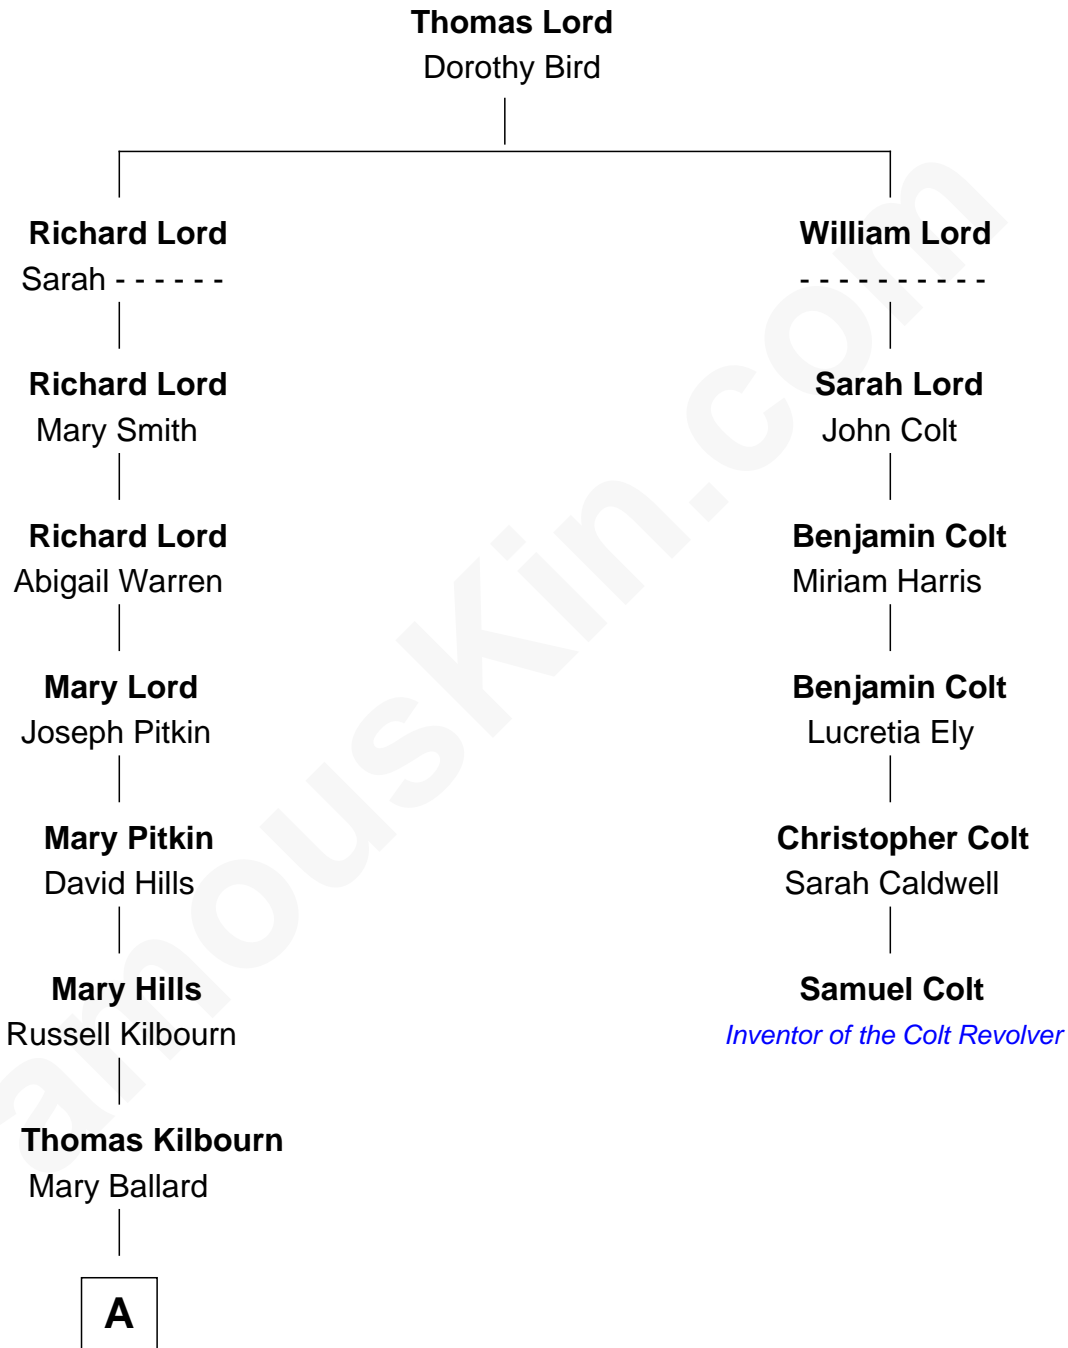 Thomas Lord
Dorothy Bird
Richard Lord
Sarah - - - - - -
William Lord
- - - - - - - - - -
Richard Lord
Mary Smith
Sarah Lord
John Colt
Richard Lord
Abigail Warren
Benjamin Colt
Miriam Harris
Mary Lord
Joseph Pitkin
Benjamin Colt
Lucretia Ely
Mary Pitkin
David Hills
Christopher Colt
Sarah Caldwell
Mary Hills
Russell Kilbourn
Samuel Colt
Inventor of the Colt Revolver
Thomas Kilbourn
Mary Ballard
A
amousKin.com